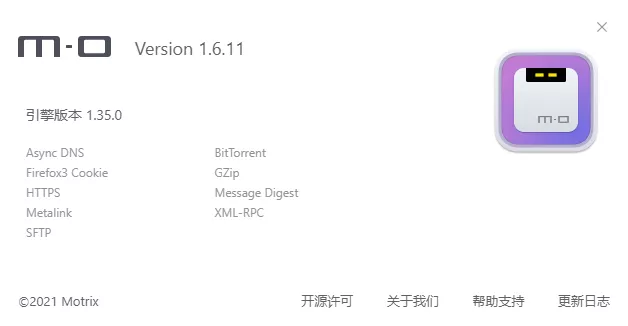 m-o Version 1.6.11
m-o
引擎版本 1.35.0
Async DNS
BitTorrent
Firefox3 Cookie
GZip
HTTPS
Message Digest
Metalink
XML-RPC
SFTP
©2021 Motrix 开源许可 关于我们 帮助支持 更新日志